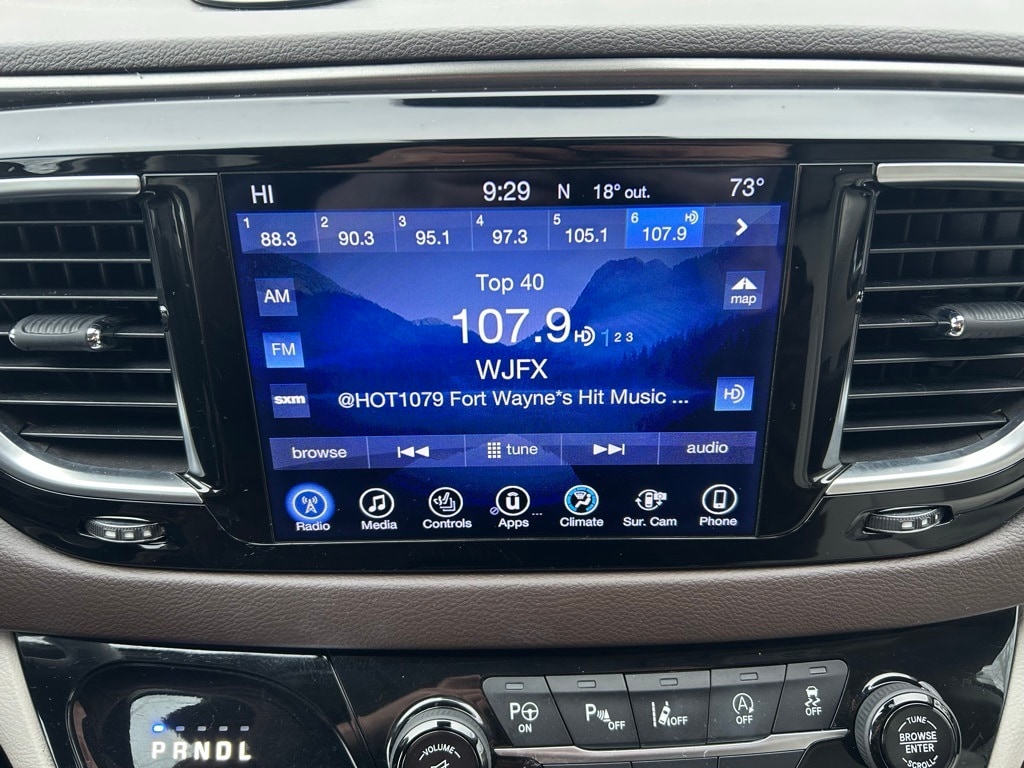 HI 9:29 N 18° out. 73°
1 88.3 2 90.3 3 95.1 4 97.3 5 105.1 6 107.9 HD
Top 40
AM
map
107.9 HD 1 2 3
FM
WJFX
sxm
@HOT1079 Fort Wayne*s Hit Music ...
HD
browse tune audio
Radio Media Controls Apps ... Climate Sur. Cam Phone
P ON
P OFF
OFF
A OFF
OFF
PRNDL
VOLUME
TUNE
BROWSE
ENTER
SCROLL